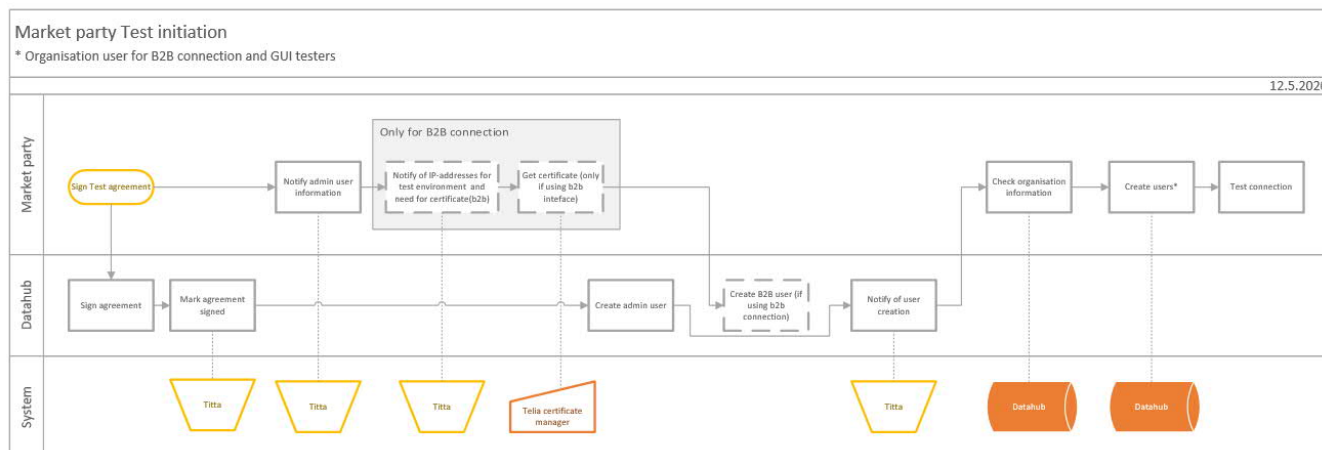 Market party Test initiation
* Organisation user for B2B connection and GUI testers
12.5.2020
Market party
Only for B2B connection
Sign Test agreement
Notify admin user
information
Notify of IP-addresses for
test environment and
need for certificate(b2b)
Get certificate (only
if using b2b
inteface)
Check organisation
information
Create users*
Test connection
Datahub
Sign agreement
Mark agreement
signed
Create admin user
Create B2B user (if
using b2b
connection)
Notify of user
creation
System
Titta
Titta
Titta
Telia certificate
manager
Titta
Datahub
Datahub